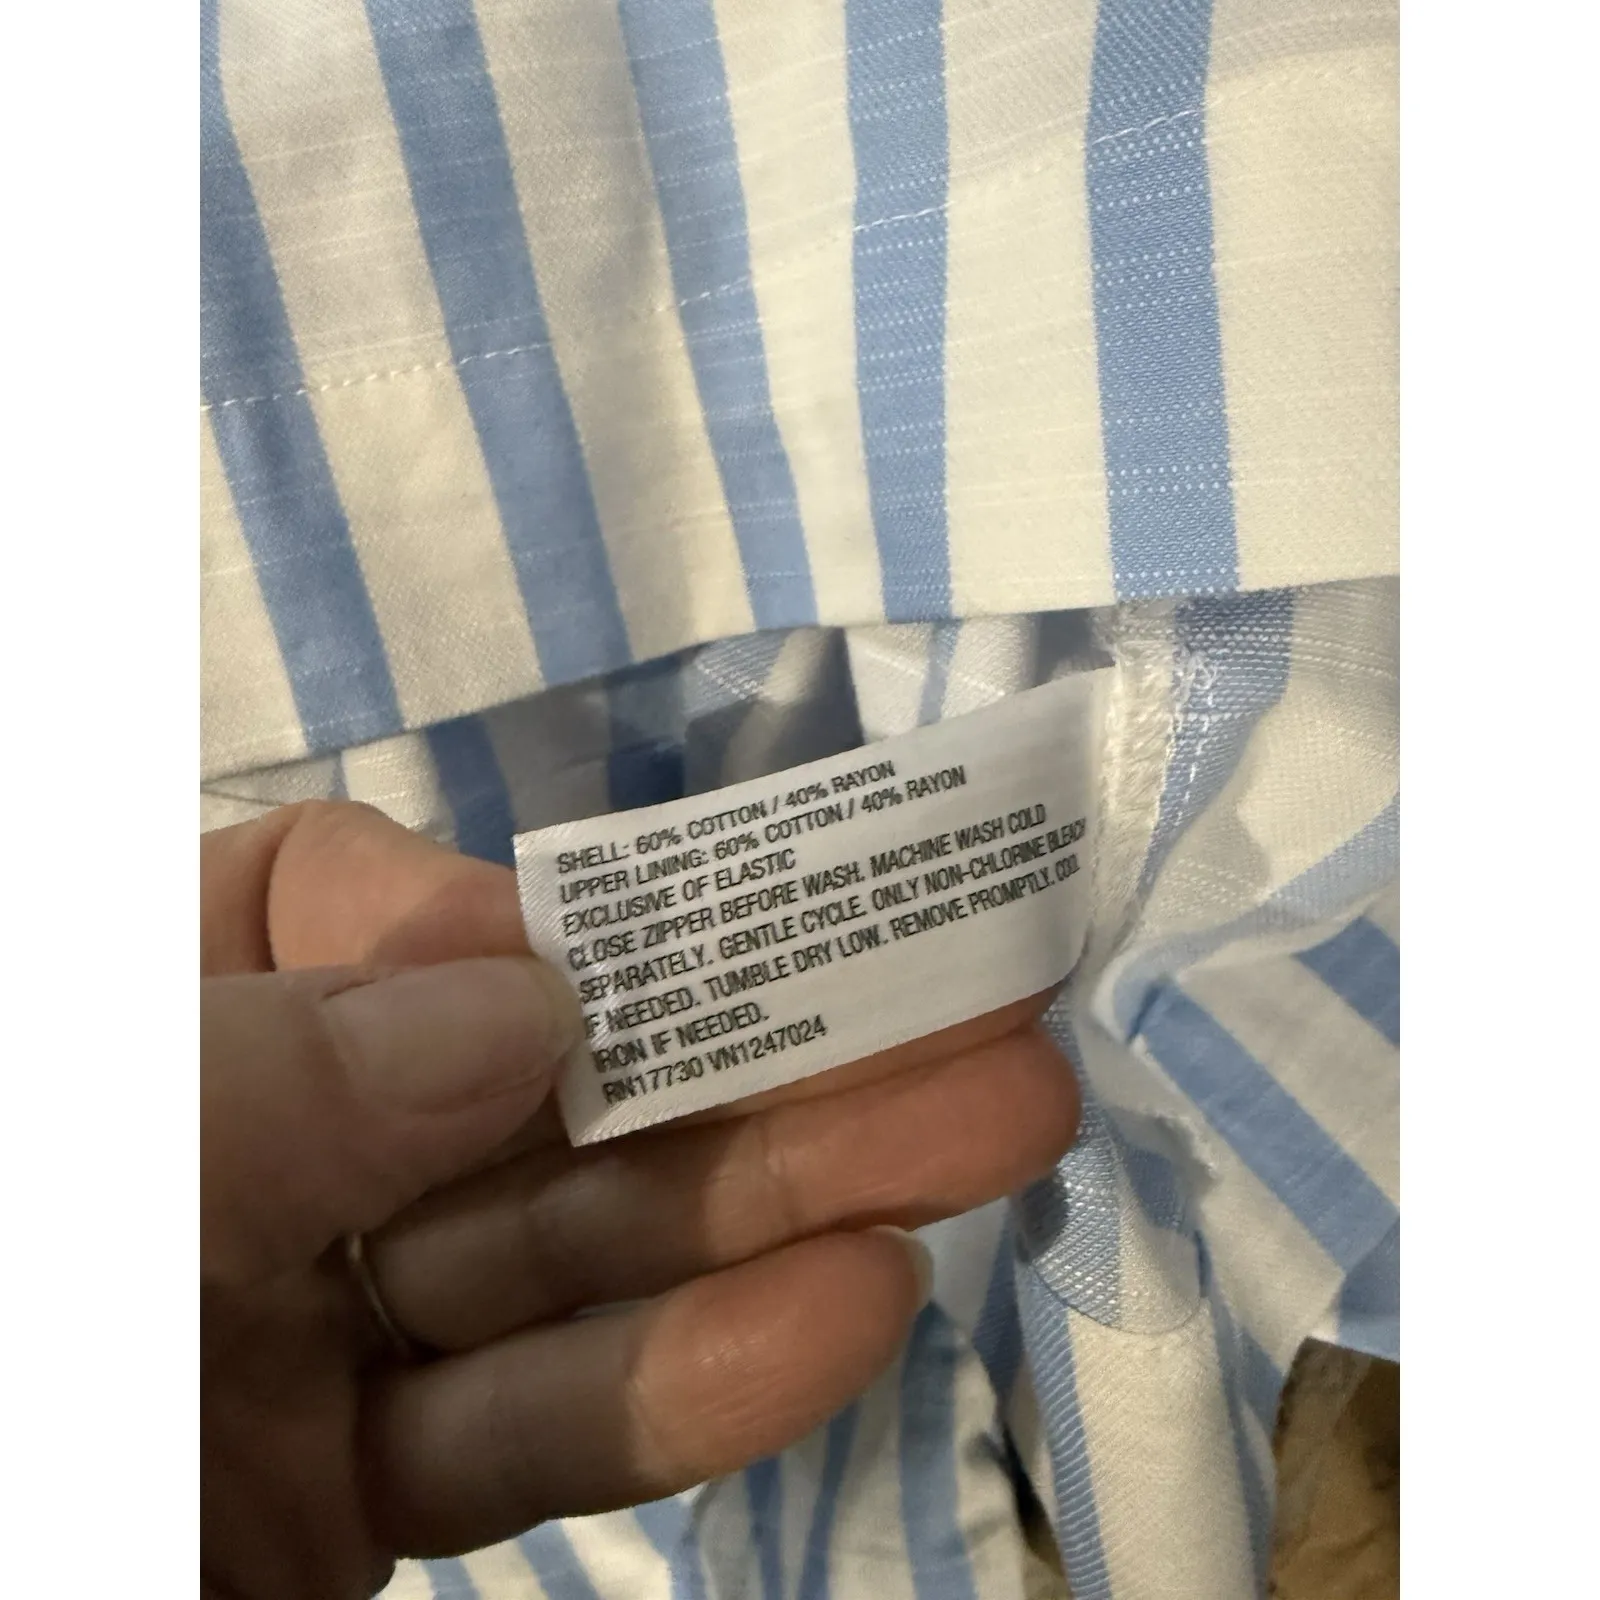 SHELL: 60% COTTON / 40% RAYON
UPPER LINING: 60% COTTON / 40% RAYON
EXCLUSIVE OF ELASTIC
CLOSE ZIPPER BEFORE WASH. MACHINE WASH COLD
SEPARATELY. GENTLE CYCLE. ONLY NON-CHLORINE BLEACH
IF NEEDED. TUMBLE DRY LOW. REMOVE PROMPTLY. COOL
IRON IF NEEDED.
RN17730 VN1247024